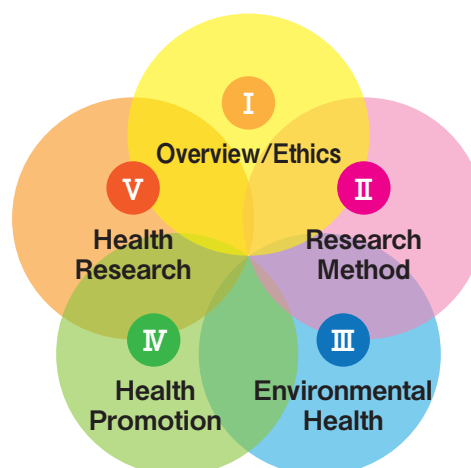 I
Overview/Ethics
II
Research
Method
III
Environmental
Health
IV
Health
Promotion
V
Health
Research